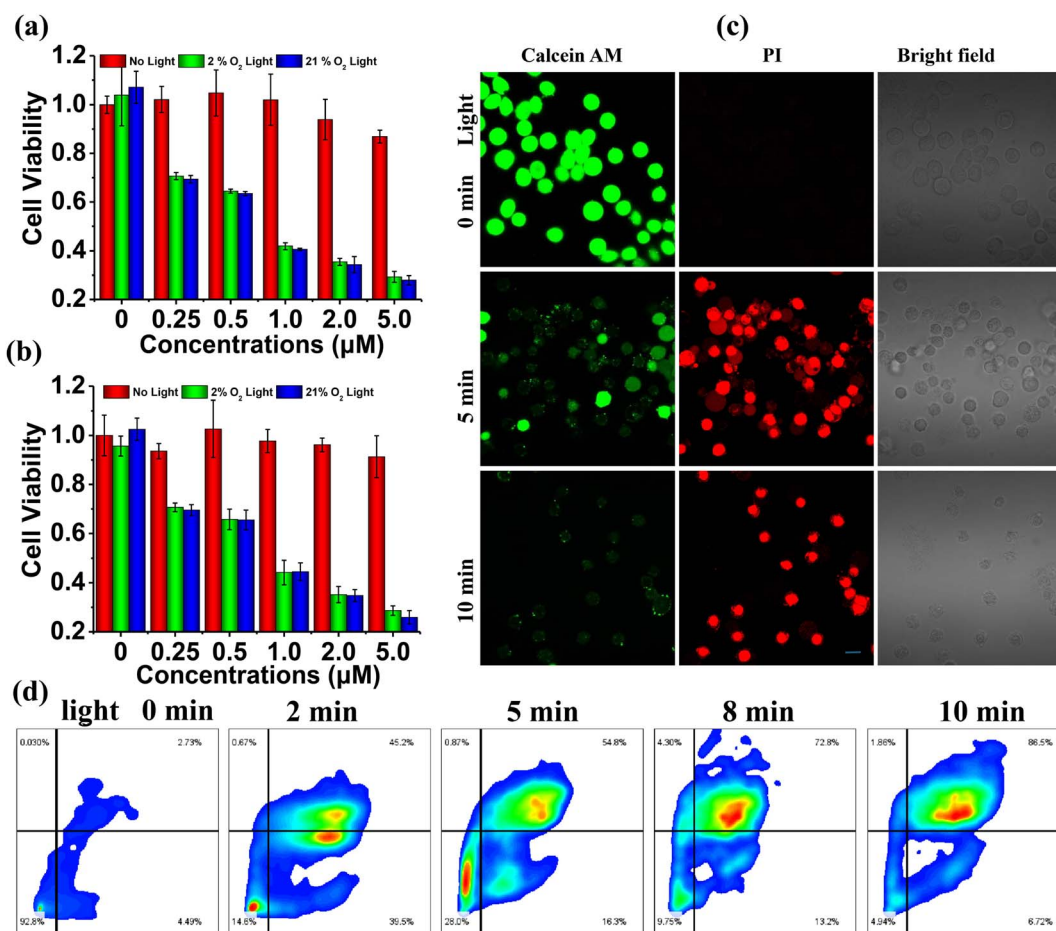 (a)
No Light 2 % O2 Light 21 % O2 Light
1.2
1.0
0.8
0.6
0.4
0.2
Cell Viability
0 0.25 0.5 1.0 2.0 5.0
Concentrations (µM)
(b)
No Light 2% O2 Light 21% O2 Light
1.2
1.0
0.8
0.6
0.4
0.2
Cell Viability
0 0.25 0.5 1.0 2.0 5.0
Concentrations (µM)
(c)
Calcein AM PI Bright field
Light
0 min
5 min
10 min
(d)
light 0 min 2 min 5 min 8 min 10 min
0.030% 2.73% 0.67% 45.2% 0.87% 54.8% 4.30% 72.8% 1.86% 86.5%
92.8% 4.49% 14.6% 39.5% 28.0% 16.3% 9.75% 13.2% 4.94% 6.72%